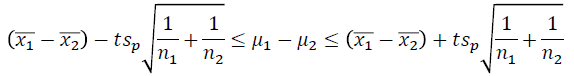 (x̅₁ − x̅₂) − ts_p√(1/n₁ + 1/n₂) ≤ μ₁ − μ₂ ≤ (x̅₁ − x̅₂) + ts_p√(1/n₁ + 1/n₂)